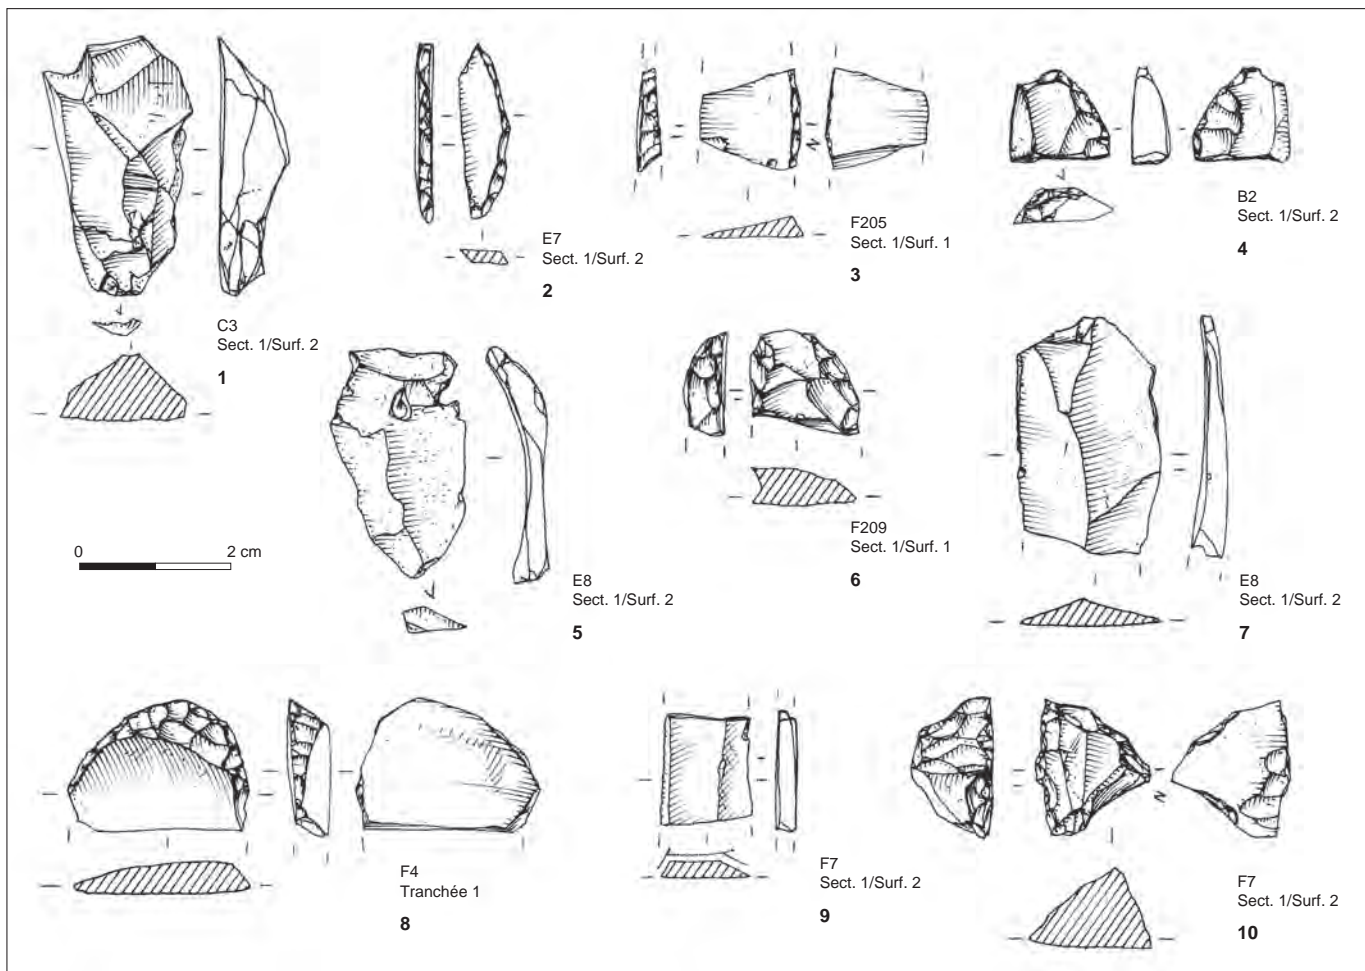 E7
Sect. 1/Surf. 2
2
F205
Sect. 1/Surf. 1
3
B2
Sect. 1/Surf. 2
4
C3
Sect. 1/Surf. 2
1
0 2 cm
E8
Sect. 1/Surf. 2
5
F209
Sect. 1/Surf. 1
6
E8
Sect. 1/Surf. 2
7
F4
Tranchée 1
8
F7
Sect. 1/Surf. 2
9
F7
Sect. 1/Surf. 2
10